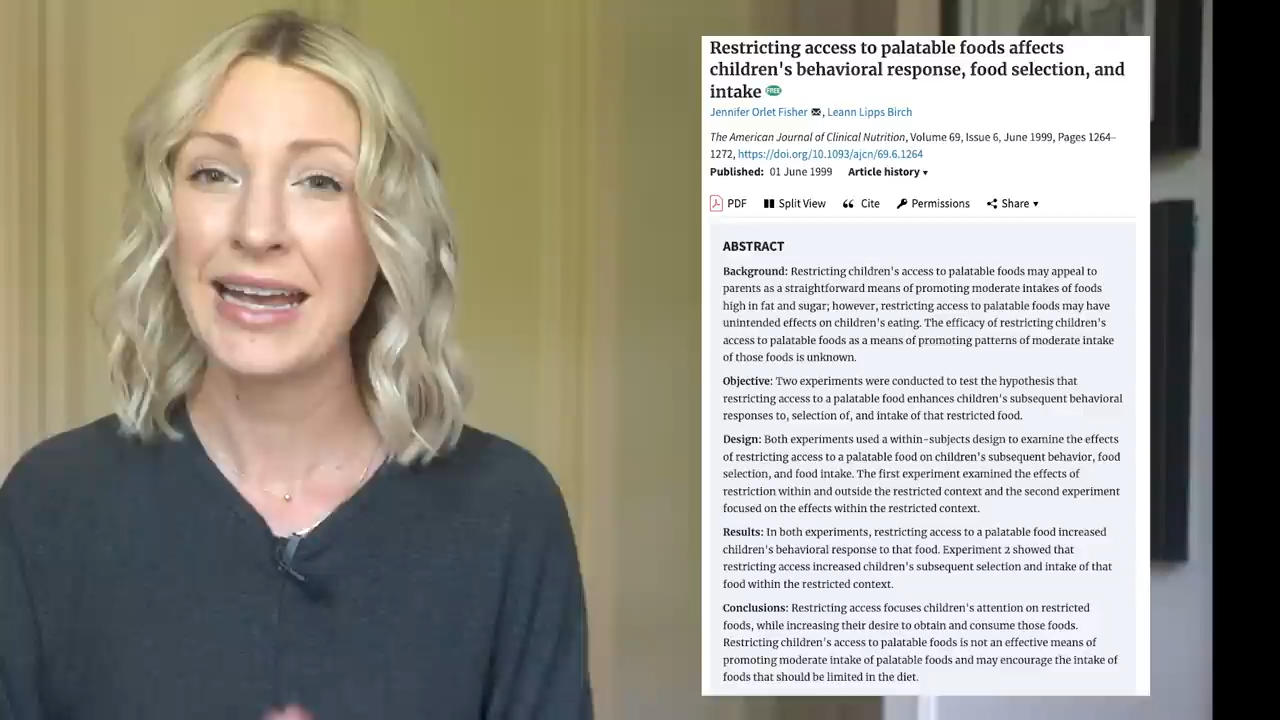 Restricting access to palatable foods affects
children's behavioral response, food selection, and
intake FREE
Jennifer Orlet Fisher, Leann Lipps Birch
The American Journal of Clinical Nutrition, Volume 69, Issue 6, June 1999, Pages 1264–
1272, https://doi.org/10.1093/ajcn/69.6.1264
Published: 01 June 1999 Article history
PDF Split View Cite Permissions Share
ABSTRACT
Background: Restricting children's access to palatable foods may appeal to
parents as a straightforward means of promoting moderate intakes of foods
high in fat and sugar; however, restricting access to palatable foods may have
unintended effects on children's eating. The efficacy of restricting children's
access to palatable foods as a means of promoting patterns of moderate intake
of those foods is unknown.
Objective: Two experiments were conducted to test the hypothesis that
restricting access to a palatable food enhances children's subsequent behavioral
responses to, selection of, and intake of that restricted food.
Design: Both experiments used a within-subjects design to examine the effects
of restricting access to a palatable food on children's subsequent behavior, food
selection, and food intake. The first experiment examined the effects of
restriction within and outside the restricted context and the second experiment
focused on the effects within the restricted context.
Results: In both experiments, restricting access to a palatable food increased
children's behavioral response to that food. Experiment 2 showed that
restricting access increased children's subsequent selection and intake of that
food within the restricted context.
Conclusions: Restricting access focuses children's attention on restricted
foods, while increasing their desire to obtain and consume those foods.
Restricting children's access to palatable foods is not an effective means of
promoting moderate intake of palatable foods and may encourage the intake of
foods that should be limited in the diet.